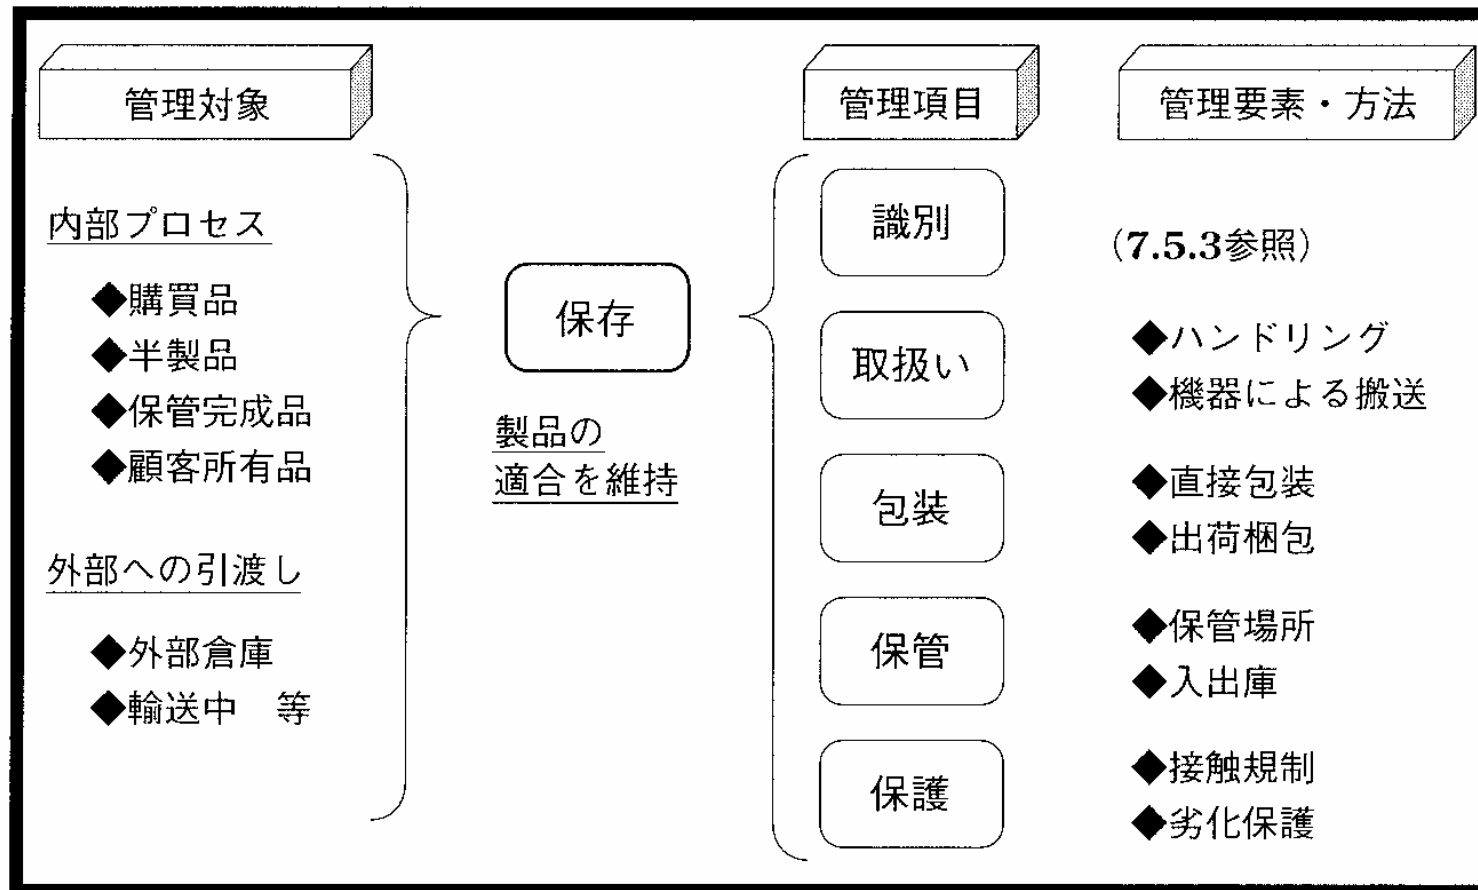 管理対象
内部プロセス
◆購買品
◆半製品
◆保管完成品
◆顧客所有品
外部への引渡し
◆外部倉庫
◆輸送中　等
保存
製品の
適合を維持
管理項目
識別
取扱い
包装
保管
保護
管理要素・方法
（7.5.3参照）
◆ハンドリング
◆機器による搬送
◆直接包装
◆出荷梱包
◆保管場所
◆入出庫
◆接触規制
◆劣化保護